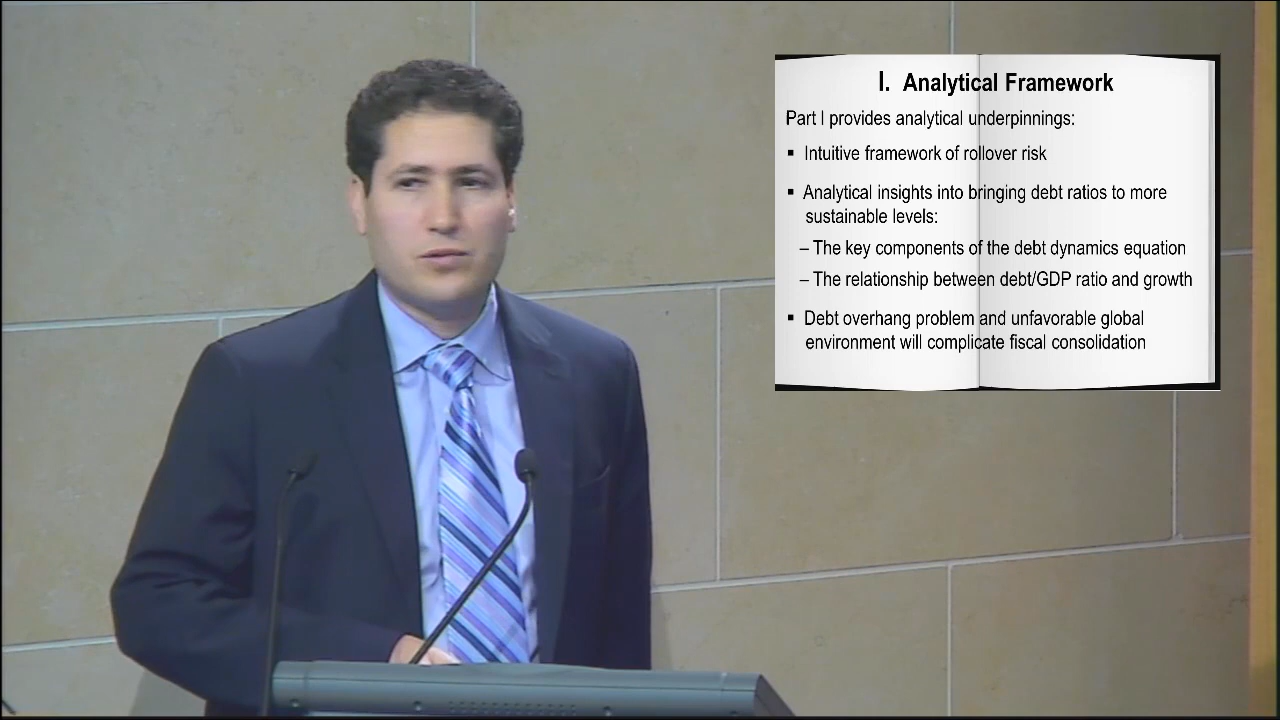 I. Analytical Framework
Part I provides analytical underpinnings:
▪ Intuitive framework of rollover risk
▪ Analytical insights into bringing debt ratios to more
sustainable levels:
– The key components of the debt dynamics equation
– The relationship between debt/GDP ratio and growth
▪ Debt overhang problem and unfavorable global
environment will complicate fiscal consolidation